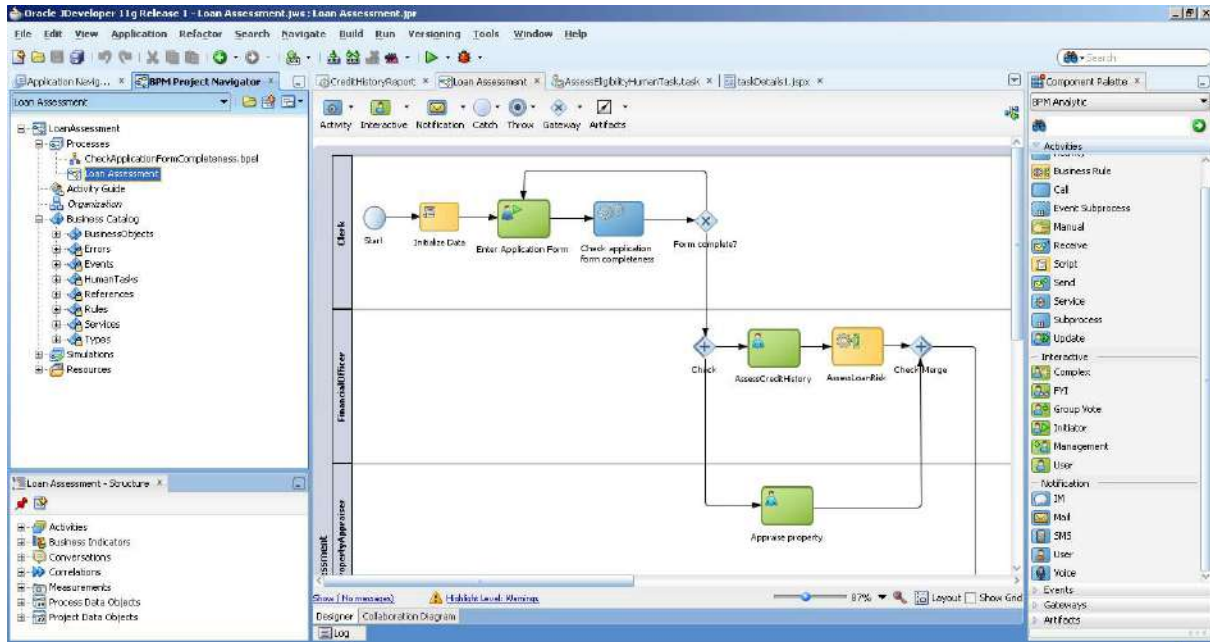 Oracle JDeveloper 11g Release 1 - Loan Assessment.jws : Loan Assessment.jpr
File Edit View Application Refactor Search Navigate Build Run Versioning Tools Window Help
Search
Application Navig... BPM Project Navigator
CreditHistoryReport Loan Assessment AssessEligibilityHumanTask.task taskDetails1.jspx
Component Palette
Loan Assessment
LoanAssessment
Processes
CheckApplicationFormCompleteness.bpel
Loan Assessment
Activity Guide
Organization
Business Catalog
BusinessObjects
Errors
Events
HumanTasks
References
Rules
Services
Types
Simulations
Resources
Loan Assessment - Structure
Activities
Business Indicators
Conversations
Correlations
Measurements
Process Data Objects
Project Data Objects
Activity Interactive Notification Catch Throw Gateway Artifacts
Clerk
Start
Initialize Data
Enter Application Form
Check application
form completeness
Form complete?
FinancialOfficer
Check
AssessCreditHistory
AssessLoanRisk
Check Merge
PropertyAppraiser
Appraise property
Show ( No messages) Highlight Level: Warnings
87% Layout Show Grid
Designer Collaboration Diagram
Log
BPM Analytic
Activities
Business Rule
Call
Event Subprocess
Manual
Receive
Script
Send
Service
Subprocess
Update
Interactive
Complex
FYI
Group Vote
Initiator
Management
User
Notification
IM
Mail
SMS
User
Voice
Events
Gateways
Artifacts